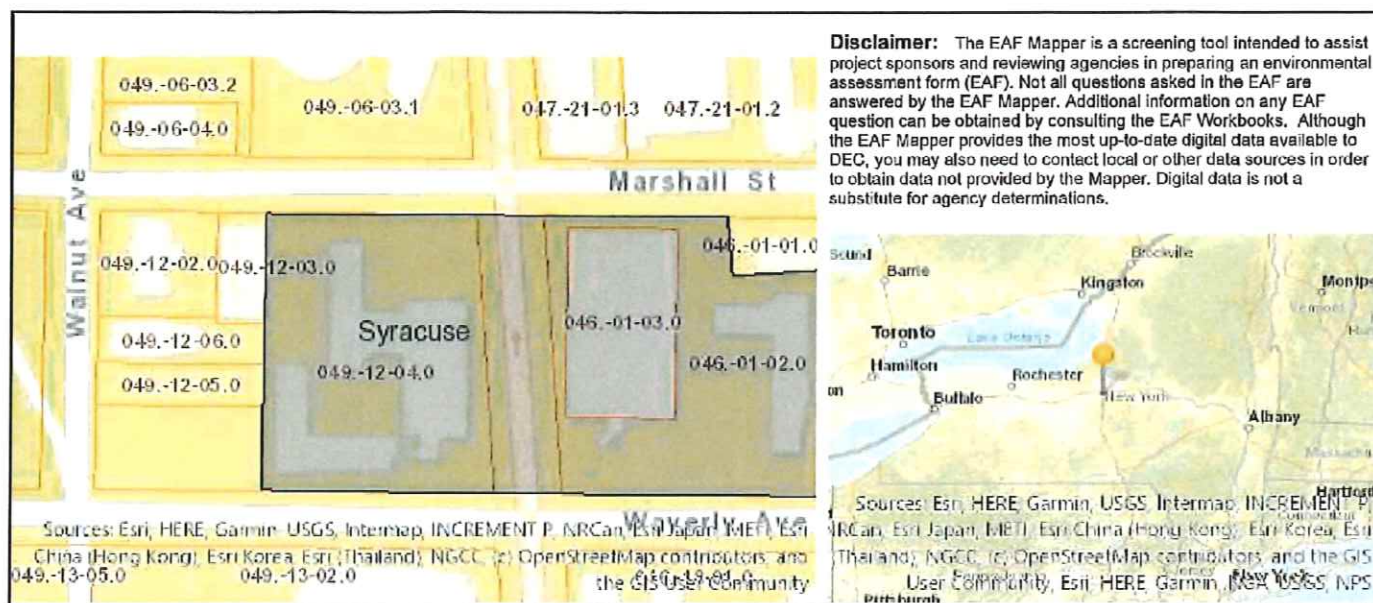 Disclaimer: The EAF Mapper is a screening tool intended to assist
project sponsors and reviewing agencies in preparing an environmental
assessment form (EAF). Not all questions asked in the EAF are
answered by the EAF Mapper. Additional information on any EAF
question can be obtained by consulting the EAF Workbooks. Although
the EAF Mapper provides the most up-to-date digital data available to
DEC, you may also need to contact local or other data sources in order
to obtain data not provided by the Mapper. Digital data is not a
substitute for agency determinations.
049.-06-03.2
049.-06-04.0
049.-06-03.1
047.-21-01.3
047.-21-01.2
Marshall St
Walnut Ave
049.-12-02.0
049.-12-03.0
046.-01-01.0
049.-12-06.0
Syracuse
046.-01-03.0
049.-12-05.0
049.-12-04.0
046.-01-02.0
Waverly Ave
Sources: Esri, HERE, Garmin, USGS, Intermap, INCREMENT P, NRCan, Esri Japan, METI, Esri
China (Hong Kong), Esri Korea, Esri (Thailand), NGCC, (c) OpenStreetMap contributors, and
the GIS User Community
049.-13-05.0
049.-13-02.0
Sound
Barrie
Brockville
Kingston
Montpe
Vermont
Toronto
Lake Ontario
Hamilton
Rochester
Buffalo
New York
Albany
Massachu
Hartford
Sources: Esri, HERE, Garmin, USGS, Intermap, INCREMENT P,
NRCan, Esri Japan, METI, Esri China (Hong Kong), Esri Korea, Esri
(Thailand), NGCC, (c) OpenStreetMap contributors, and the GIS
User Community, Esri, HERE, Garmin, NGA, USGS, NPS
New York
Pittsburgh